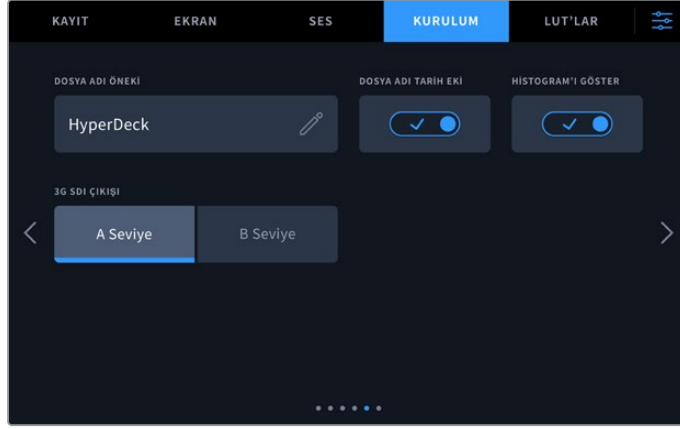 KAYIT EKRAN SES KURULUM LUT’LAR
DOSYA ADI ÖNEKİ DOSYA ADI TARİH EKİ HİSTOGRAM’I GÖSTER
HyperDeck
3G SDI ÇIKIŞI
A Seviye B Seviye